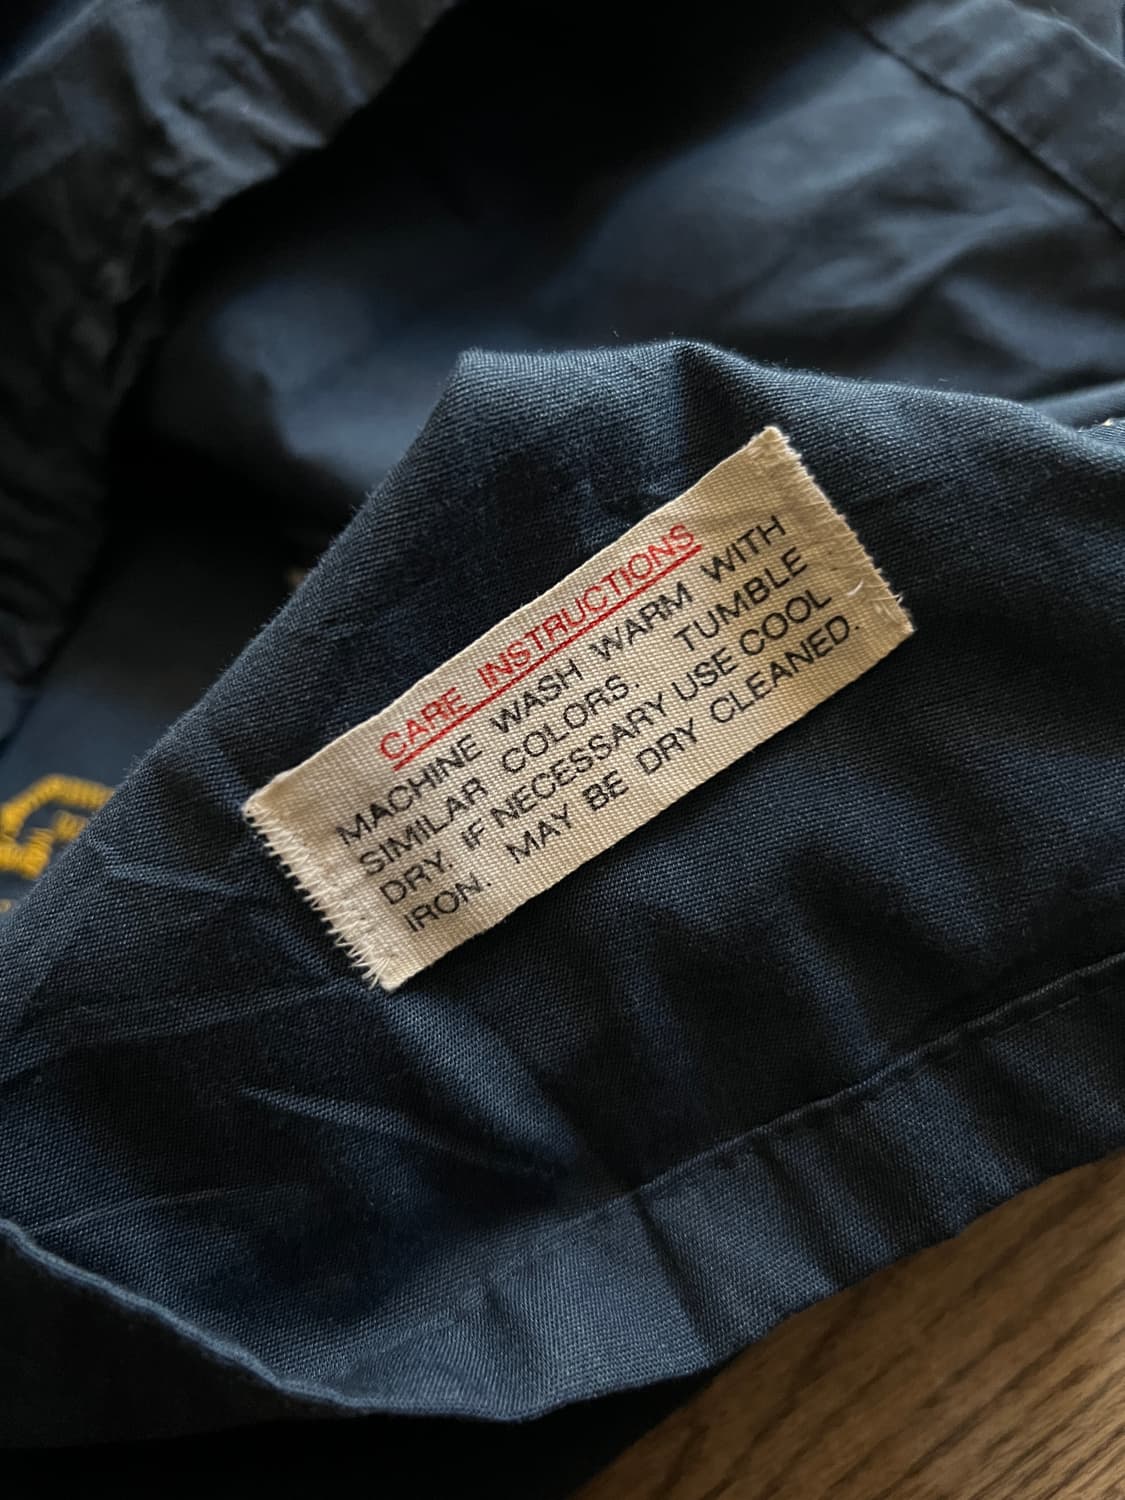 CARE INSTRUCTIONS
MACHINE WASH WARM WITH
SIMILAR COLORS. TUMBLE
DRY. IF NECESSARY USE COOL
IRON. MAY BE DRY CLEANED.